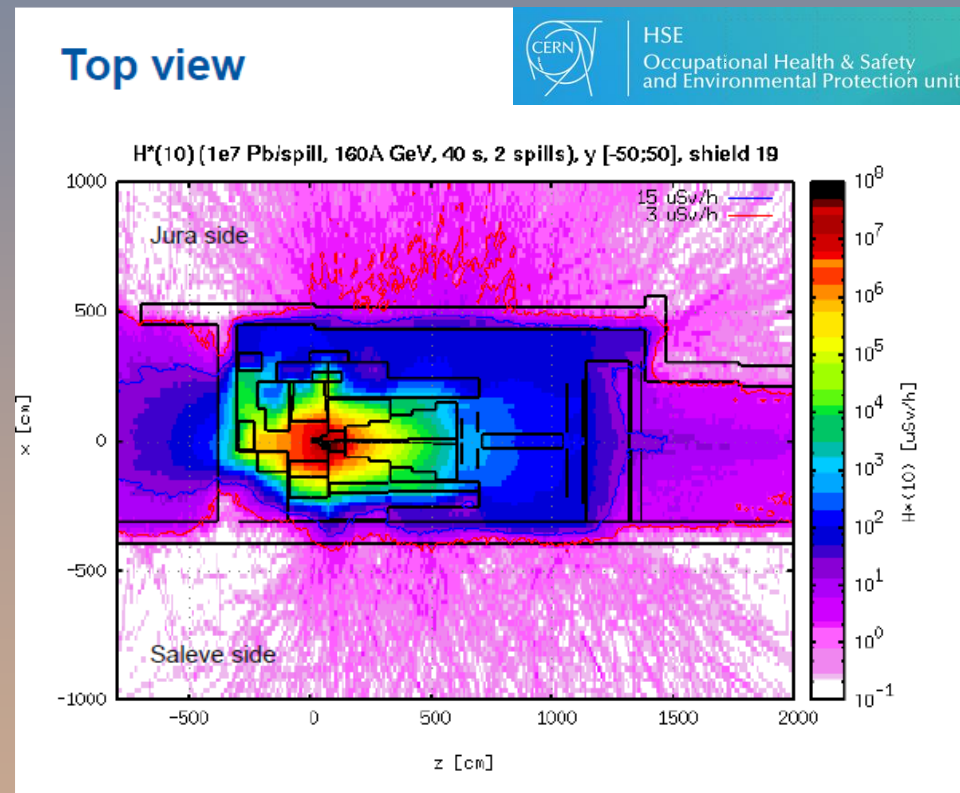 Top view
CERN
HSE
Occupational Health & Safety
and Environmental Protection unit
H*(10) (1e7 Pb/spill, 160A GeV, 40 s, 2 spills), y [-50;50], shield 19
15 uSv/h
3 uSv/h
Jura side
Saleve side
1000
500
0
-500
-1000
x [cm]
-500 0 500 1000 1500 2000
z [cm]
10^8
10^7
10^6
10^5
10^4
10^3
10^2
10^1
10^0
10^-1
H*(10) [uSv/h]